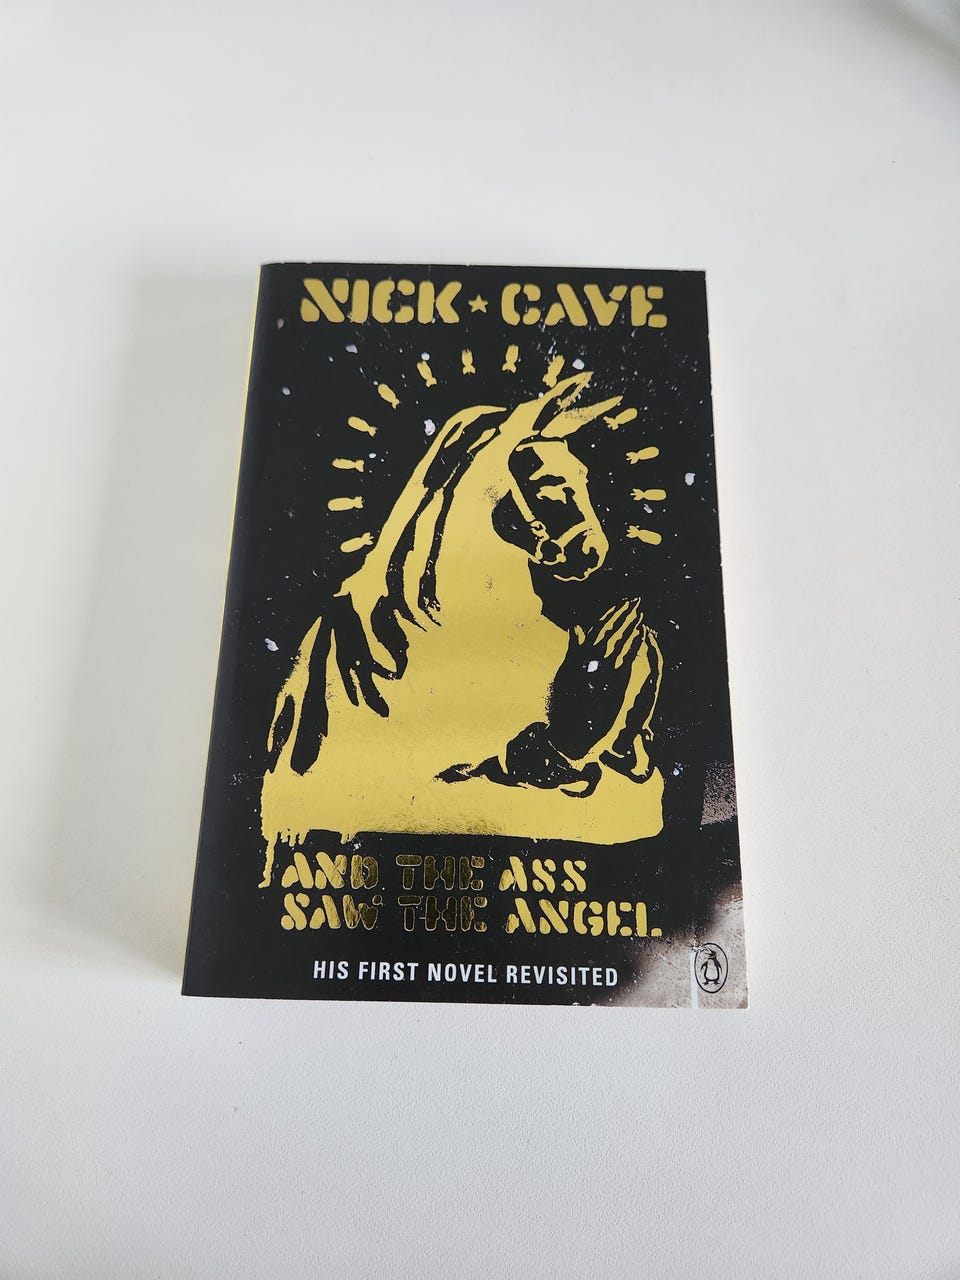 NICK ★ CAVE
AND THE ASS
SAW THE ANGEL
HIS FIRST NOVEL REVISITED